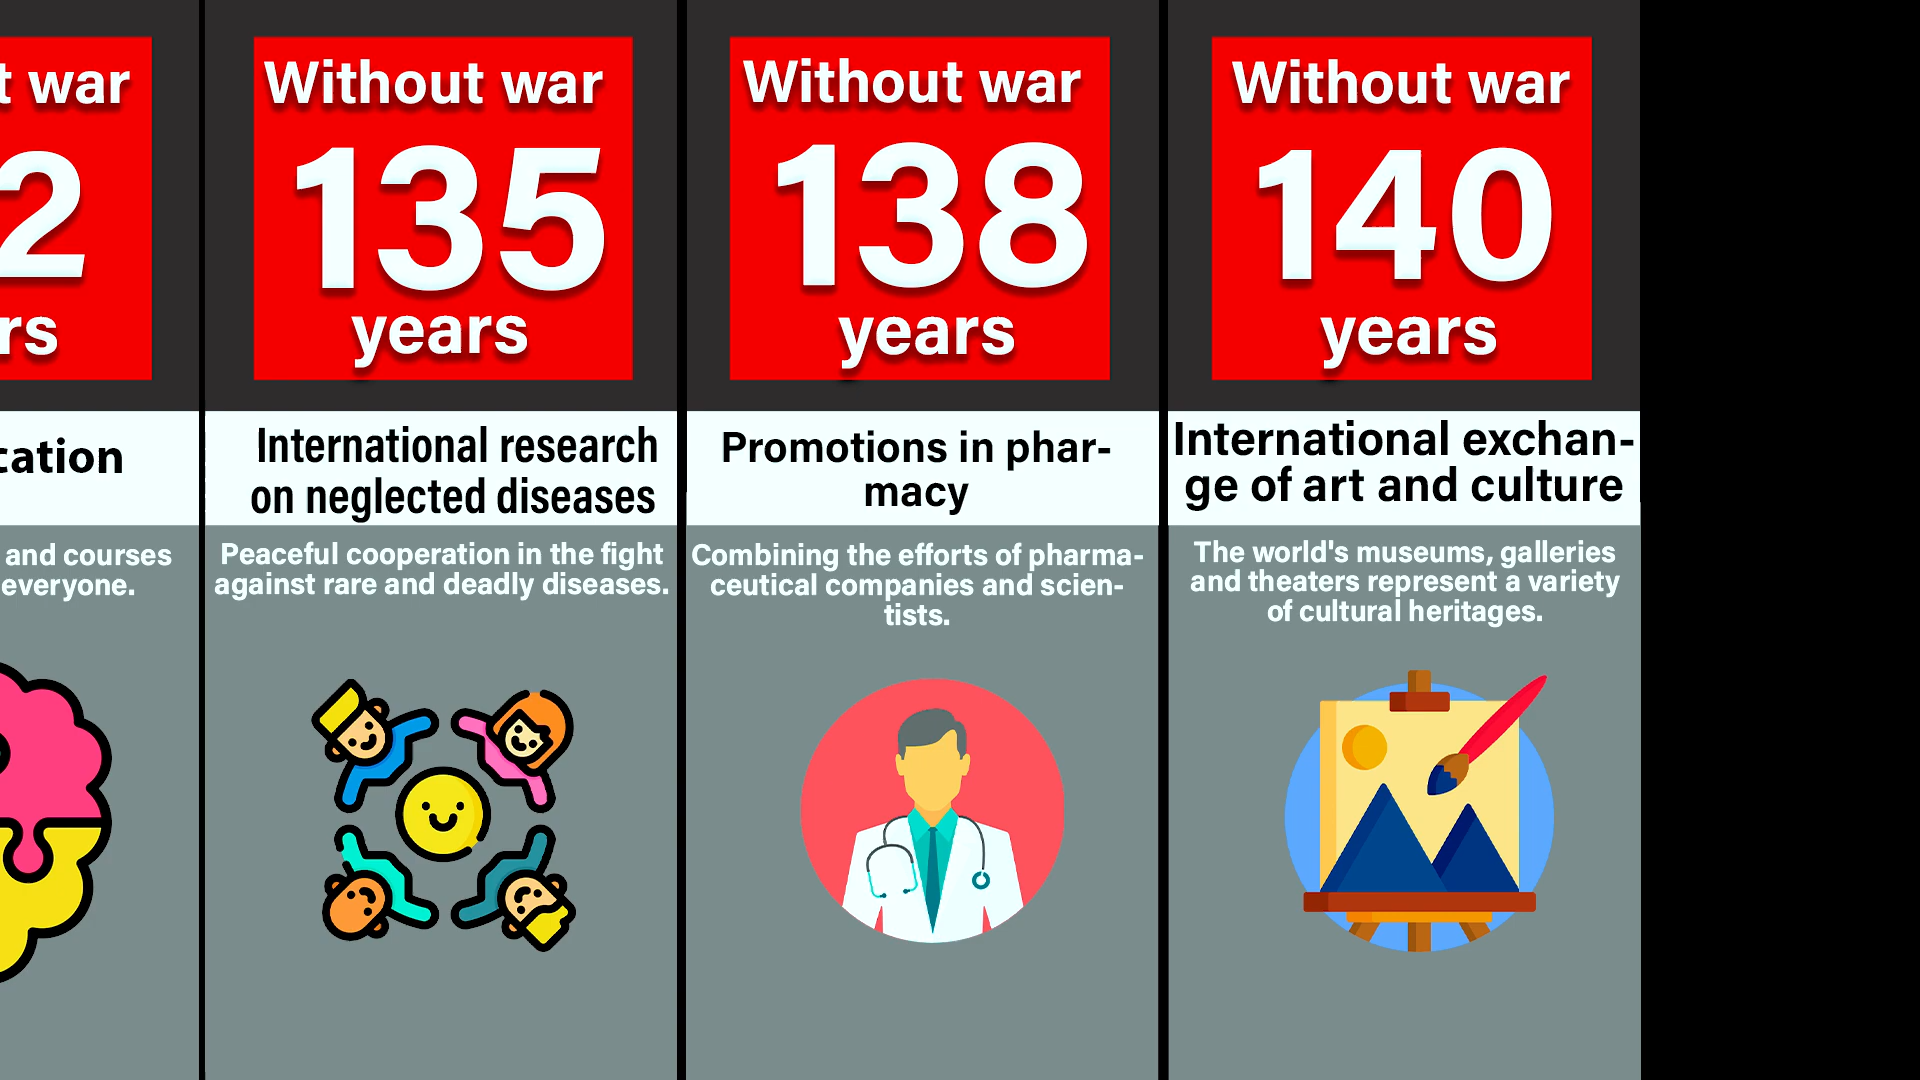 t war
2
rs
cation
and courses
everyone.
Without war
135
years
International research
on neglected diseases
Peaceful cooperation in the fight
against rare and deadly diseases.
Without war
138
years
Promotions in phar-
macy
Combining the efforts of pharma-
ceutical companies and scien-
tists.
Without war
140
years
International exchan-
ge of art and culture
The world's museums, galleries
and theaters represent a variety
of cultural heritages.